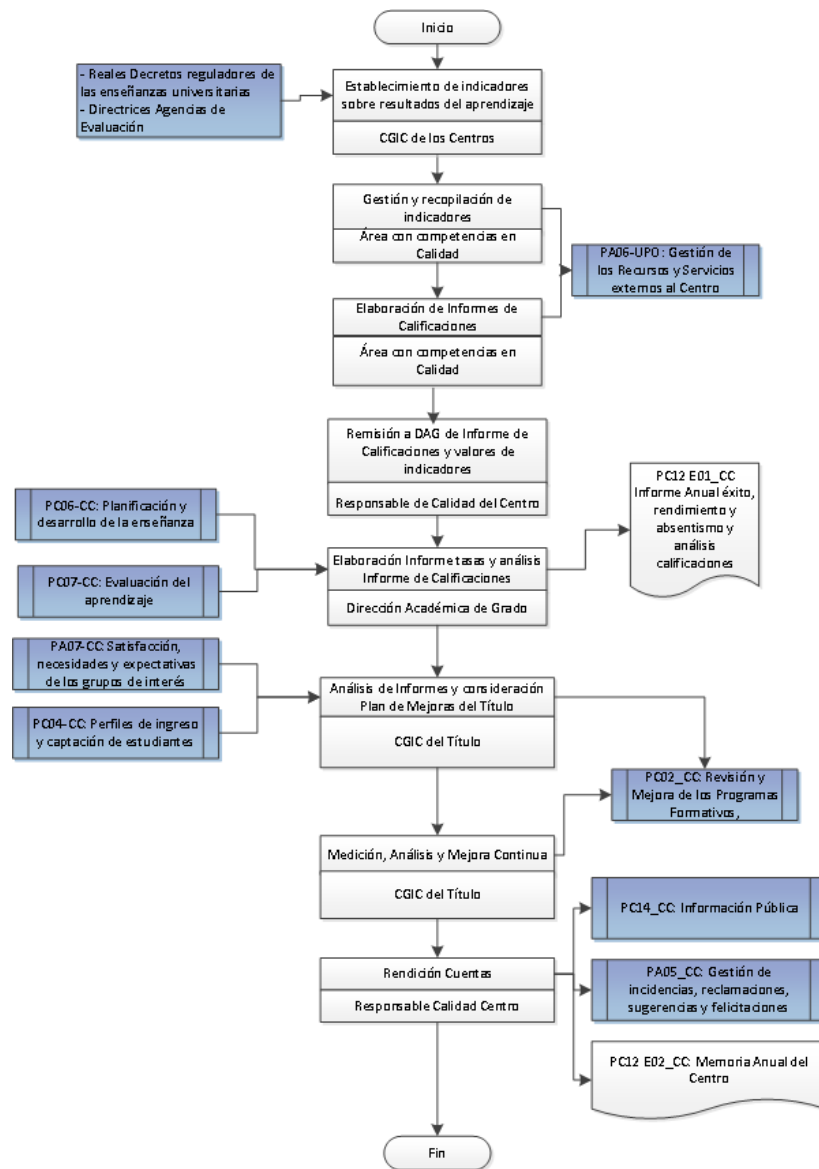 Inicio
- Reales Decretos reguladores de
las enseñanzas universitarias
- Directrices Agencias de
Evaluación
Establecimiento de indicadores
sobre resultados del aprendizaje
CGIC de los Centros
Gestión y recopilación de
indicadores
Área con competencias en
Calidad
PA06-UPO: Gestión de
los Recursos y Servicios
externos al Centro
Elaboración de Informes de
Calificaciones
Área con competencias en
Calidad
Remisión a DAG de Informe de
Calificaciones y valores de
indicadores
Responsable de Calidad del Centro
PC12 E01_CC
Informe Anual éxito,
rendimiento y
absentismo y
análisis
calificaciones
PC06-CC: Planificación y
desarrollo de la enseñanza
PC07-CC: Evaluación del
aprendizaje
Elaboración Informe tasas y análisis
Informe de Calificaciones
Dirección Académica de Grado
PA07-CC: Satisfacción,
necesidades y expectativas
de los grupos de interés
PC04-CC: Perfiles de ingreso
y captación de estudiantes
Análisis de Informes y consideración
Plan de Mejoras del Título
CGIC del Título
PC02_CC: Revisión y
Mejora de los Programas
Formativos,
Medición, Análisis y Mejora Continua
CGIC del Título
PC14_CC: Información Pública
Rendición Cuentas
Responsable Calidad Centro
PA05_CC: Gestión de
incidencias, reclamaciones,
sugerencias y felicitaciones
PC12 E02_CC: Memoria Anual del
Centro
Fin